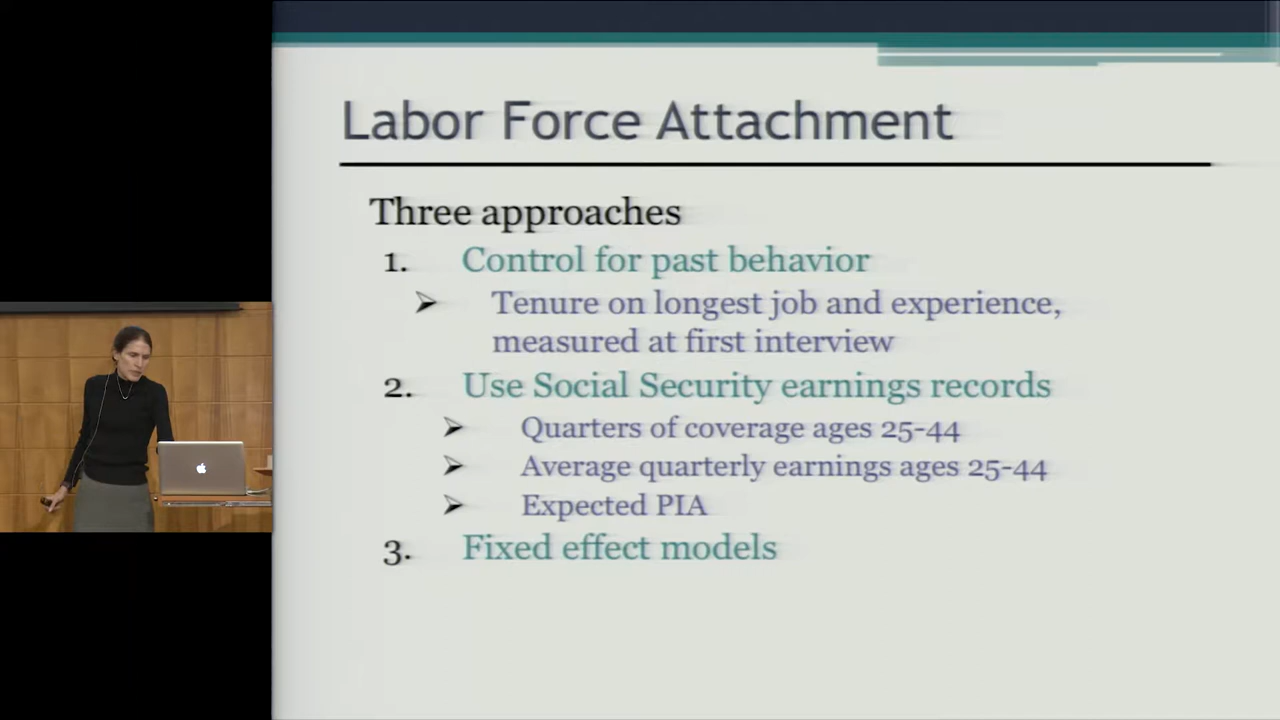 Labor Force Attachment
Three approaches
1. Control for past behavior
Tenure on longest job and experience,
measured at first interview
2. Use Social Security earnings records
Quarters of coverage ages 25-44
Average quarterly earnings ages 25-44
Expected PIA
3. Fixed effect models